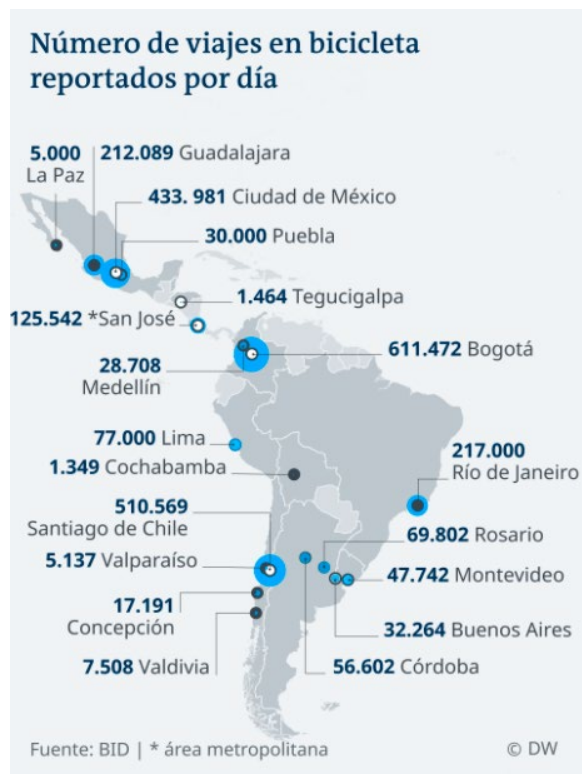 Número de viajes en bicicleta
reportados por día
5.000
La Paz
212.089 Guadalajara
433. 981 Ciudad de México
30.000 Puebla
1.464 Tegucigalpa
125.542 *San José
611.472 Bogotá
28.708
Medellín
77.000 Lima
217.000
Río de Janeiro
1.349 Cochabamba
510.569
Santiago de Chile
69.802 Rosario
5.137 Valparaíso
47.742 Montevideo
17.191
Concepción
32.264 Buenos Aires
7.508 Valdivia
56.602 Córdoba
Fuente: BID | * área metropolitana
© DW